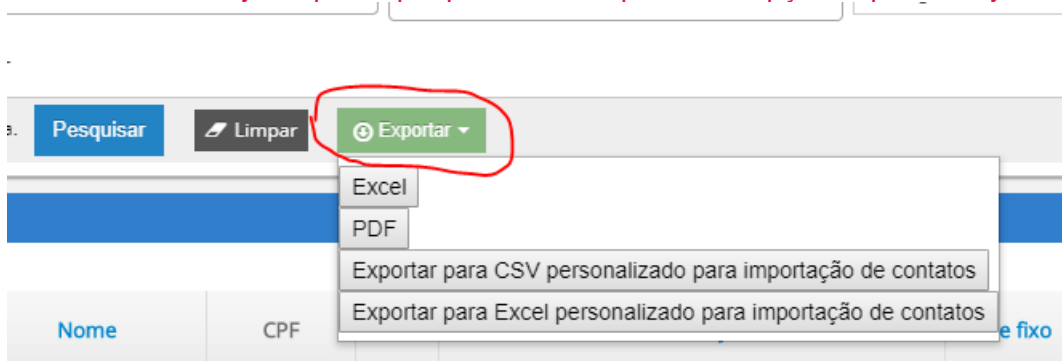 a. Pesquisar Limpar Exportar
Excel
PDF
Exportar para CSV personalizado para importação de contatos
Exportar para Excel personalizado para importação de contatos
Nome CPF e fixo